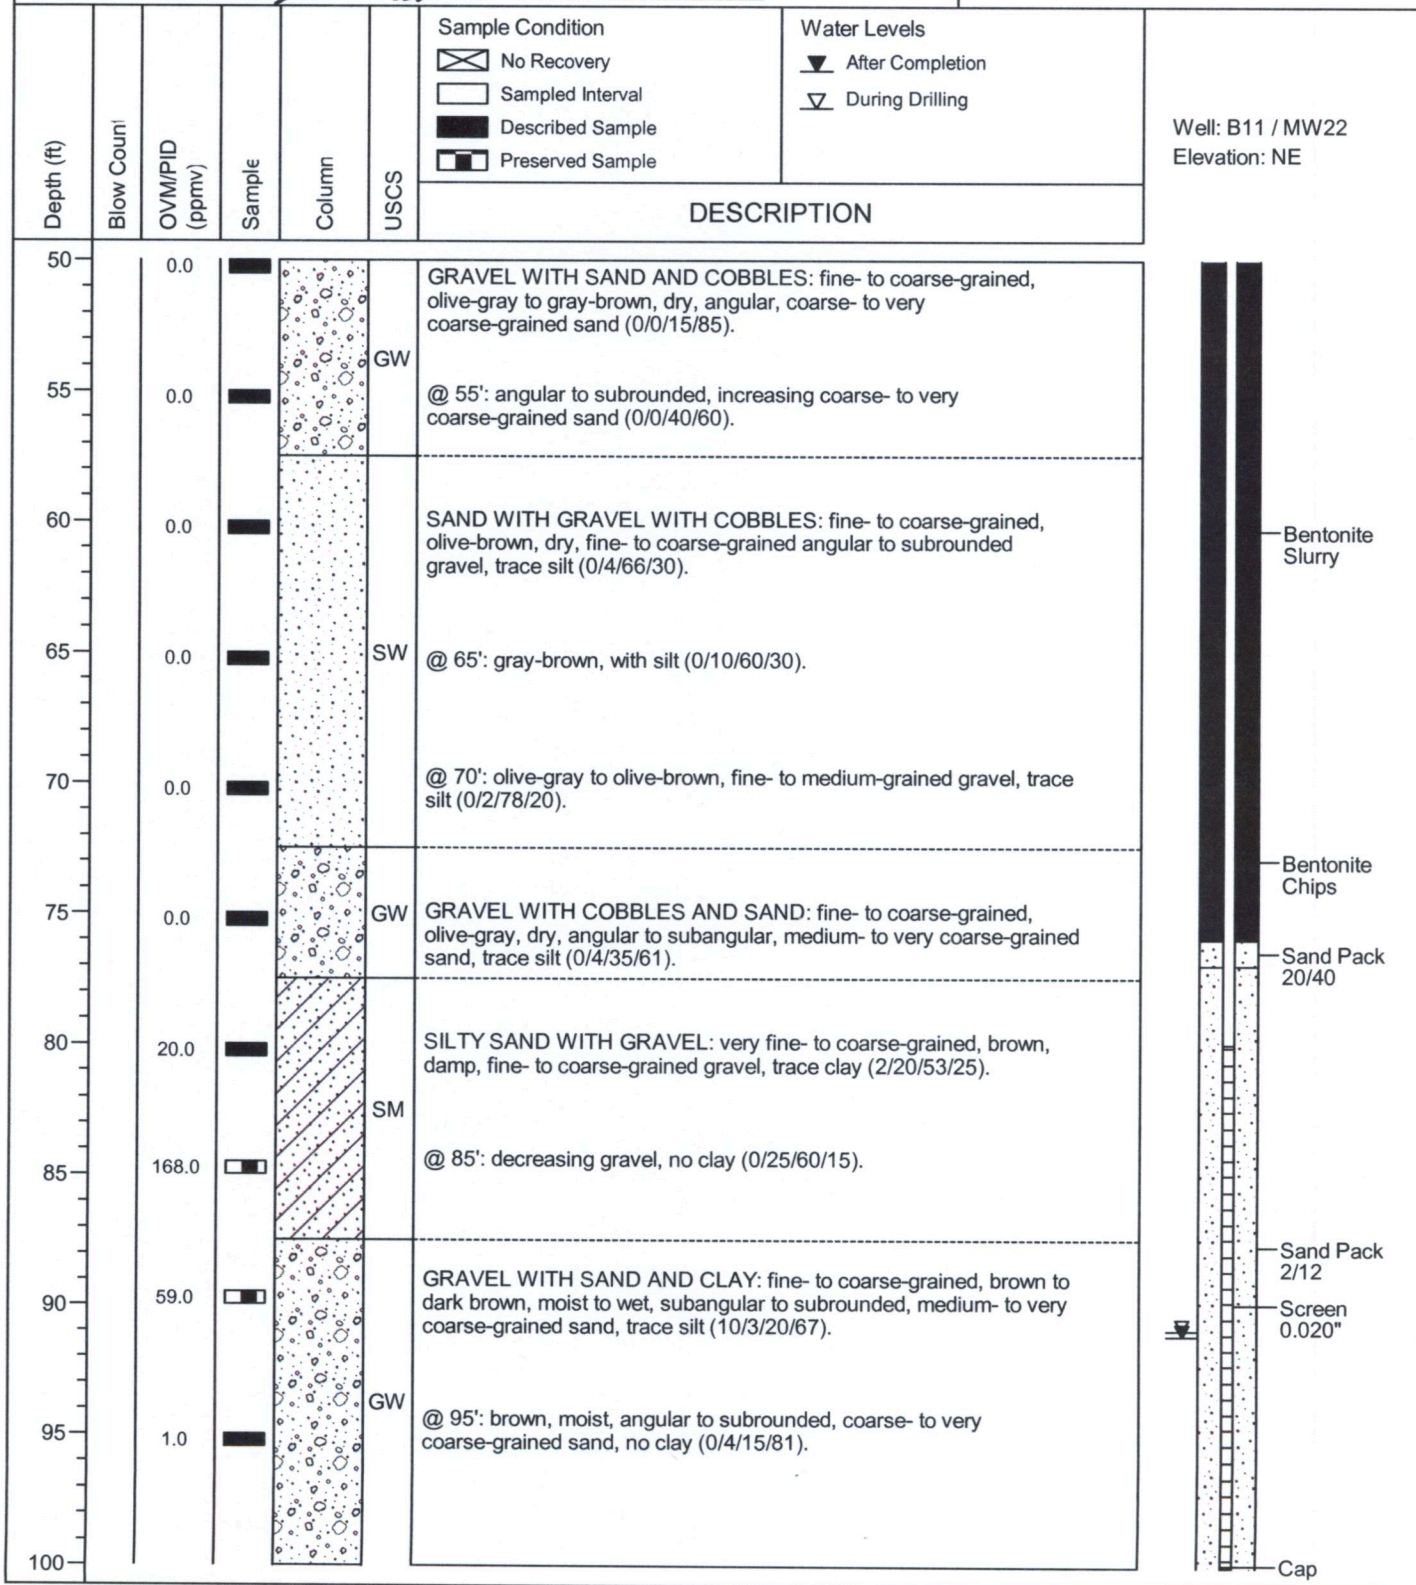 Sample Condition
No Recovery
Sampled Interval
Described Sample
Preserved Sample
Water Levels
After Completion
During Drilling
Well: B11 / MW22
Elevation: NE
Depth (ft)
Blow Count
OVM/PID
(ppmv)
Sample
Column
USCS
DESCRIPTION
50
0.0
GRAVEL WITH SAND AND COBBLES: fine- to coarse-grained,
olive-gray to gray-brown, dry, angular, coarse- to very
coarse-grained sand (0/0/15/85).
GW
55
0.0
@ 55': angular to subrounded, increasing coarse- to very
coarse-grained sand (0/0/40/60).
60
0.0
SAND WITH GRAVEL WITH COBBLES: fine- to coarse-grained,
olive-brown, dry, fine- to coarse-grained angular to subrounded
gravel, trace silt (0/4/66/30).
Bentonite
Slurry
65
0.0
SW
@ 65': gray-brown, with silt (0/10/60/30).
70
0.0
@ 70': olive-gray to olive-brown, fine- to medium-grained gravel, trace
silt (0/2/78/20).
Bentonite
Chips
75
0.0
GW
GRAVEL WITH COBBLES AND SAND: fine- to coarse-grained,
olive-gray, dry, angular to subangular, medium- to very coarse-grained
sand, trace silt (0/4/35/61).
Sand Pack
20/40
80
20.0
SILTY SAND WITH GRAVEL: very fine- to coarse-grained, brown,
damp, fine- to coarse-grained gravel, trace clay (2/20/53/25).
SM
85
168.0
@ 85': decreasing gravel, no clay (0/25/60/15).
Sand Pack
2/12
90
59.0
GRAVEL WITH SAND AND CLAY: fine- to coarse-grained, brown to
dark brown, moist to wet, subangular to subrounded, medium- to very
coarse-grained sand, trace silt (10/3/20/67).
Screen
0.020"
GW
95
1.0
@ 95': brown, moist, angular to subrounded, coarse- to very
coarse-grained sand, no clay (0/4/15/81).
100
Cap